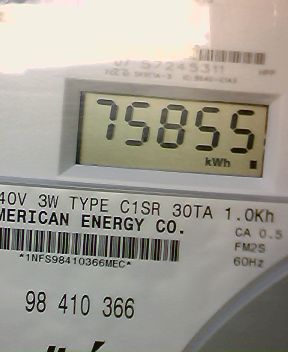 57245311
75855
kWh
40V 3W TYPE C1SR 30TA 1.0Kh
MERICAN ENERGY CO.
CA 0.5
FM2S
*1NFS98410366MEC*
60Hz
98 410 366